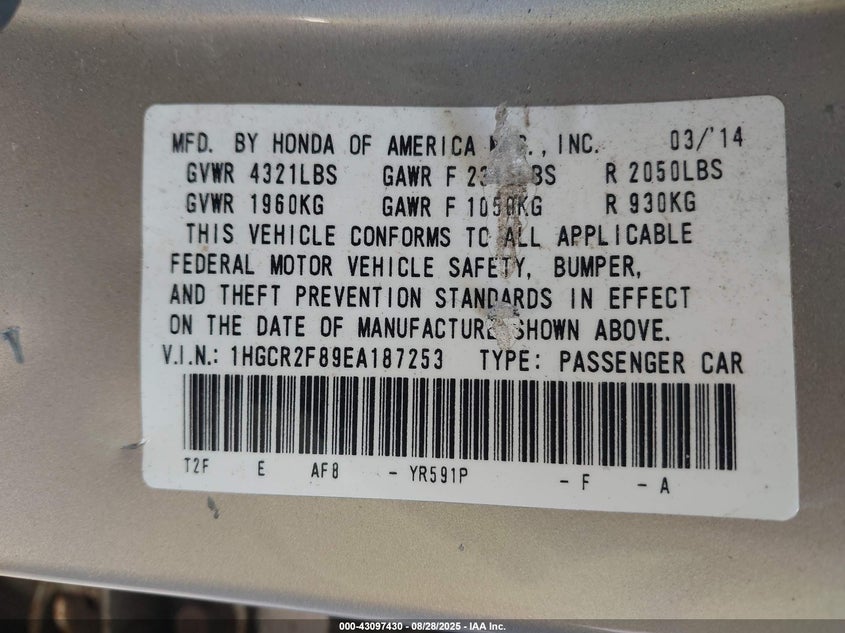 MFD. BY HONDA OF AMERICA INC. 03/'14
GVWR 4321LBS GAWR F R 2050LBS
GVWR 1960KG GAWR F 1050KG R 930KG
THIS VEHICLE CONFORMS TO ALL APPLICABLE
FEDERAL MOTOR VEHICLE SAFETY, BUMPER,
AND THEFT PREVENTION STANDARDS IN EFFECT
ON THE DATE OF MANUFACTURE SHOWN ABOVE.
V.I.N.: 1HGCR2F89EA187253 TYPE: PASSENGER CAR
T2F E AF8 - YR591P - F - A
000-43097430 - 08/28/2025 - IAA Inc.